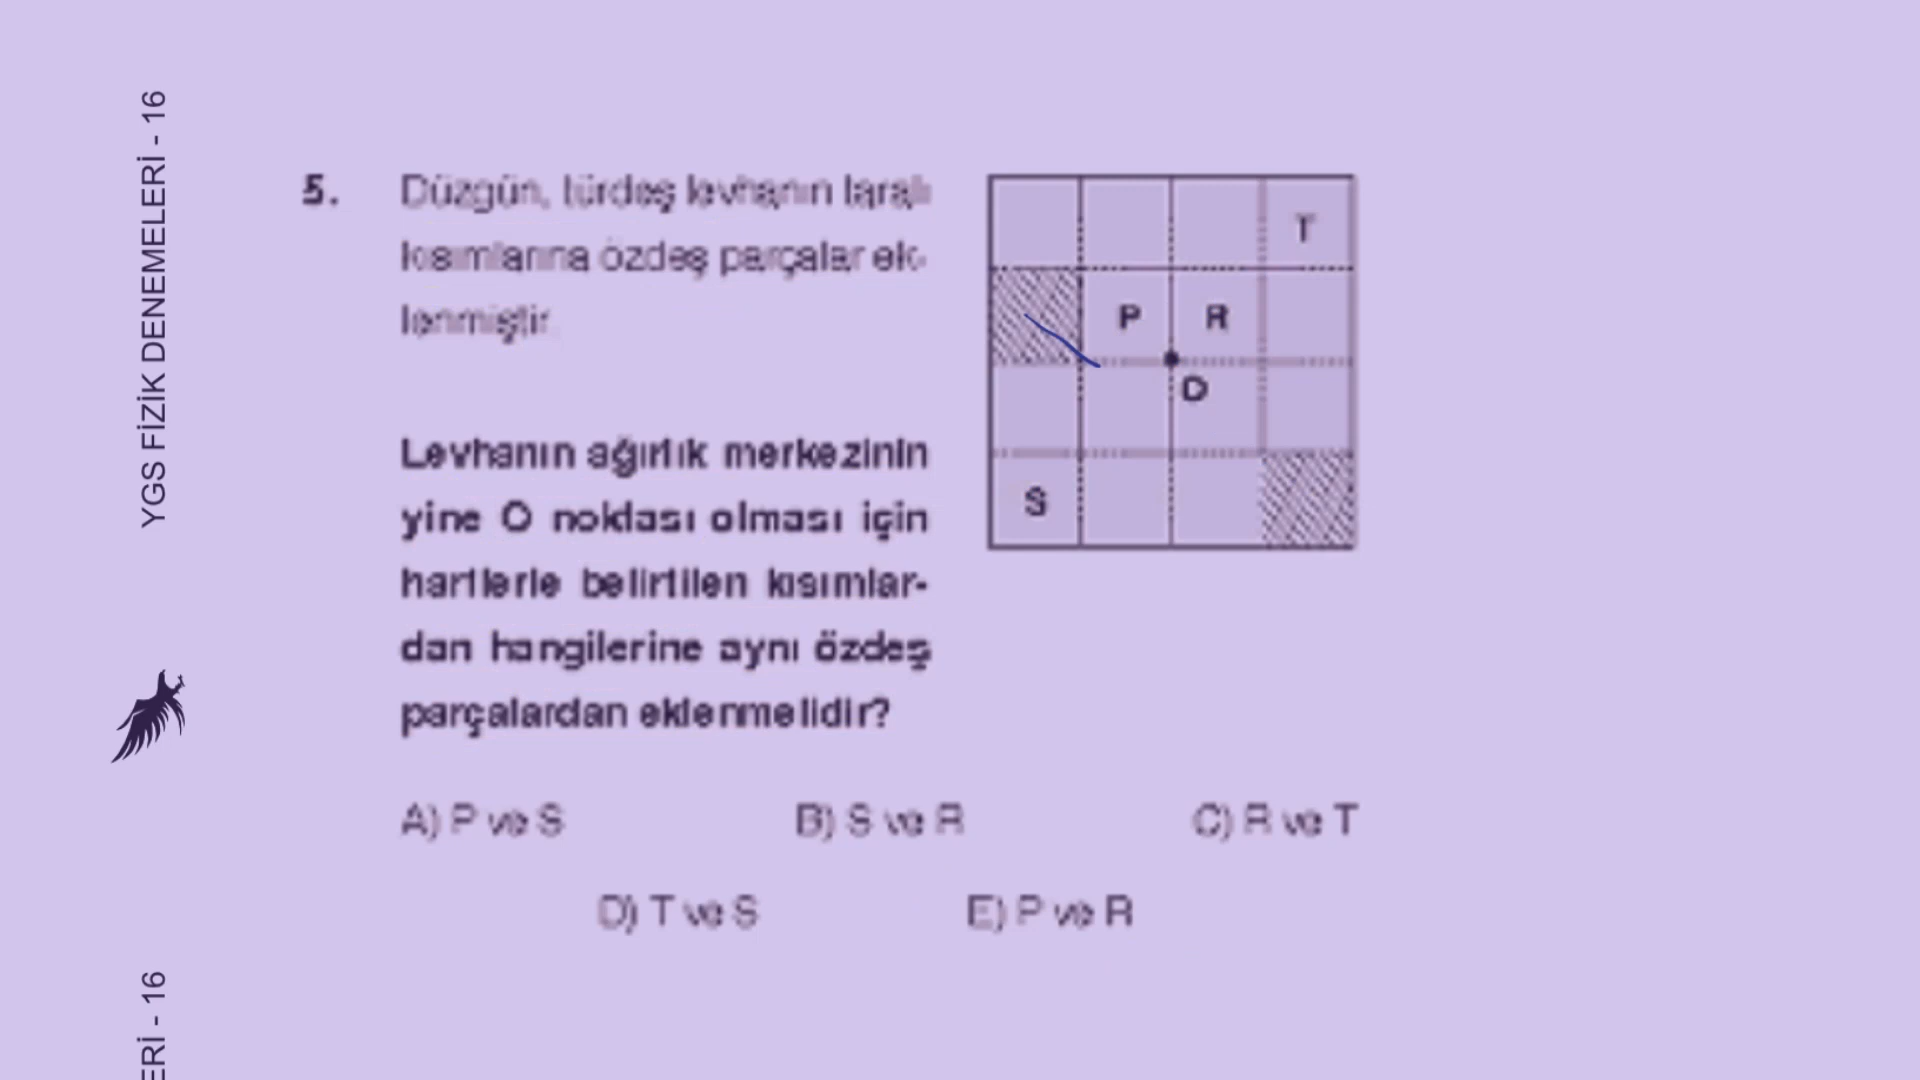 YGS FİZİK DENEMELERİ - 16
5. Düzgün, türdeş levhanın taralı
kısımlarına özdeş parçalar ek-
lenmiştir.
Levhanın ağırlık merkezinin
yine O noktası olması için
harflerle belirtilen kısımlar-
dan hangilerine aynı özdeş
parçalardan eklenmelidir?
T
P R
O
S
A) P ve S B) S ve R C) R ve T
D) T ve S E) P ve R
ERİ - 16